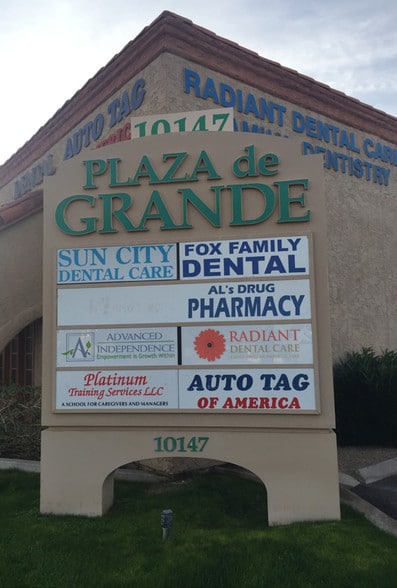 RADIANT DENTAL CARE
DENTISTRY
DENTAL AUTO TAG
10147
PLAZA de
GRANDE
SUN CITY
DENTAL CARE
FOX FAMILY
DENTAL
AL's DRUG
PHARMACY
ADVANCED
INDEPENDENCE
Empowerment is Growth Within
RADIANT
DENTAL CARE
Platinum
Training Services LLC
A SCHOOL FOR CAREGIVERS AND MANAGERS
AUTO TAG
OF AMERICA
10147